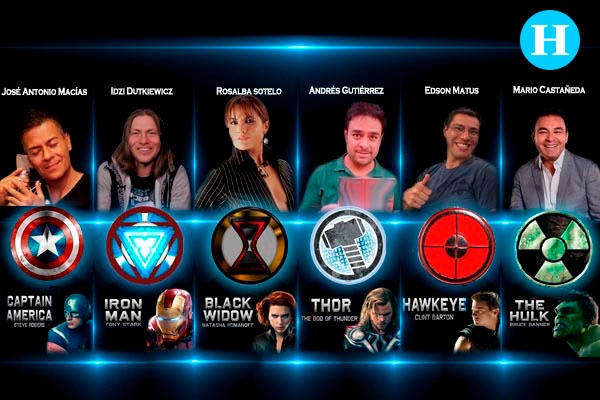 H
JOSÉ ANTONIO MACÍAS
IDZI DUTKIEWICZ
ROSALBA SOTELO
ANDRÉS GUTIÉRREZ
EDSON MATUS
MARIO CASTAÑEDA
CAPTAIN
AMERICA
STEVE ROGERS
IRON
MAN
TONY STARK
BLACK
WIDOW
NATASHA ROMANOFF
THOR
THE GOD OF THUNDER
HAWKEYE
CLINT BARTON
THE
HULK
BRUCE BANNER